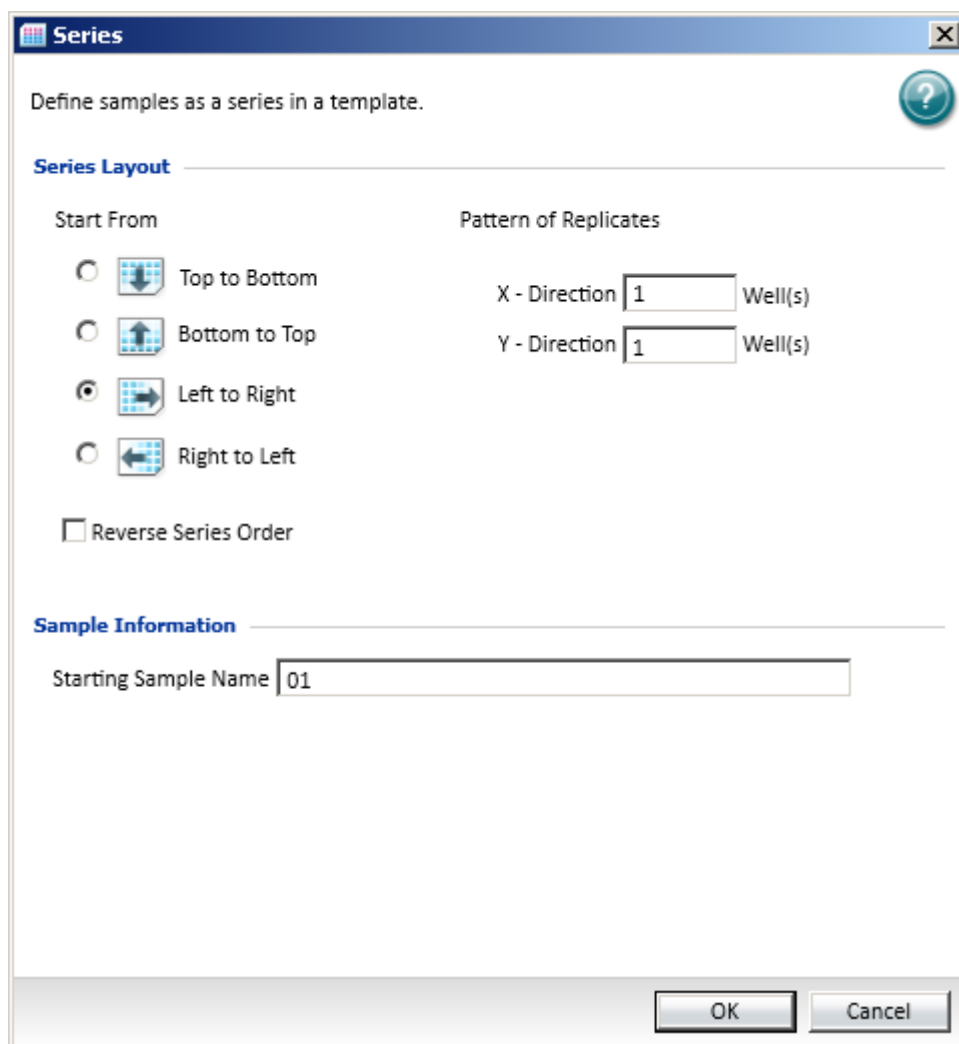 Series
Define samples as a series in a template.
?
Series Layout
Start From
Pattern of Replicates
Top to Bottom
X - Direction 1 Well(s)
Bottom to Top
Y - Direction 1 Well(s)
Left to Right
Right to Left
Reverse Series Order
Sample Information
Starting Sample Name 01
OK Cancel